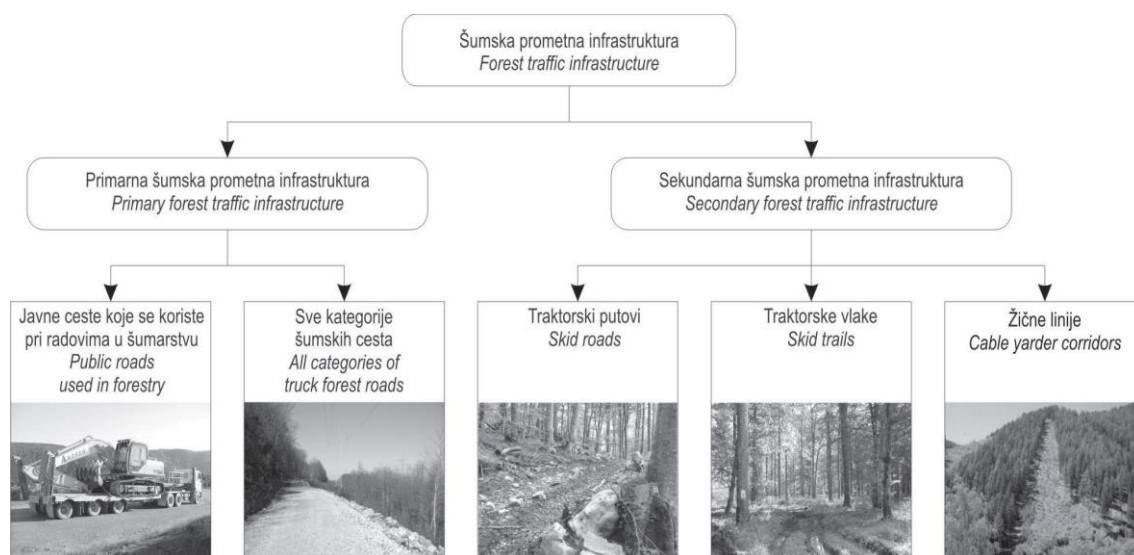 Šumska prometna infrastruktura
Forest traffic infrastructure
Primarna šumska prometna infrastruktura
Primary forest traffic infrastructure
Sekundarna šumska prometna infrastruktura
Secondary forest traffic infrastructure
Javne ceste koje se koriste
pri radovima u šumarstvu
Public roads
used in forestry
Sve kategorije
šumskih cesta
All categories of
truck forest roads
Traktorski putovi
Skid roads
Traktorske vlake
Skid trails
Žične linije
Cable yarder corridors